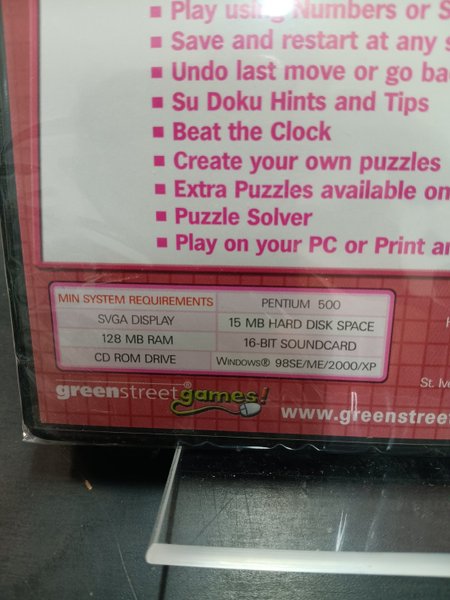 Play using Numbers or S
Save and restart at any
Undo last move or go ba
Su Doku Hints and Tips
Beat the Clock
Create your own puzzles
Extra Puzzles available on
Puzzle Solver
Play on your PC or Print
MIN SYSTEM REQUIREMENTS
PENTIUM 500
SVGA DISPLAY
15 MB HARD DISK SPACE
128 MB RAM
16-BIT SOUNDCARD
CD ROM DRIVE
WINDOWS® 98SE/ME/2000/XP
St. Iv
greenstreet® games!
www.greenstreet